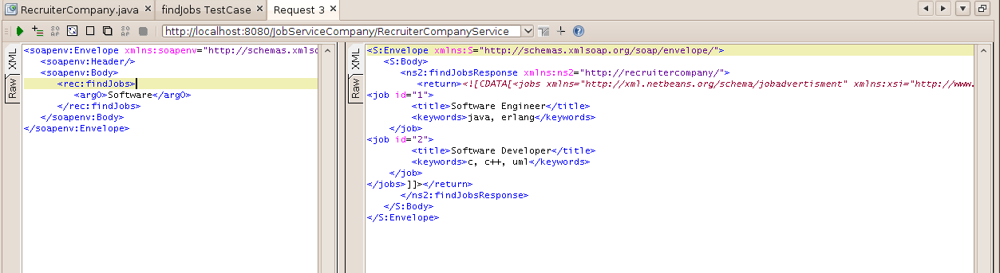 RecruiterCompany.java
findJobs TestCase
Request 3
http://localhost:8080/JobServiceCompany/RecruiterCompanyService
XML
Raw
<soapenv:Envelope xmlns:soapenv="http://schemas.xmlso
<soapenv:Header/>
<soapenv:Body>
<rec:findJobs>
<arg0>Software</arg0>
</rec:findJobs>
</soapenv:Body>
</soapenv:Envelope>
XML
Raw
<S:Envelope xmlns:S="http://schemas.xmlsoap.org/soap/envelope/">
<S:Body>
<ns2:findJobsResponse xmlns:ns2="http://recruitercompany/">
<return><![CDATA[<jobs xmlns="http://xml.netbeans.org/schema/jobadvertisment" xmlns:xsi="http://www.
<job id="1">
<title>Software Engineer</title>
<keywords>java, erlang</keywords>
</job>
<job id="2">
<title>Software Developer</title>
<keywords>c, c++, uml</keywords>
</job>
</jobs>]]></return>
</ns2:findJobsResponse>
</S:Body>
</S:Envelope>